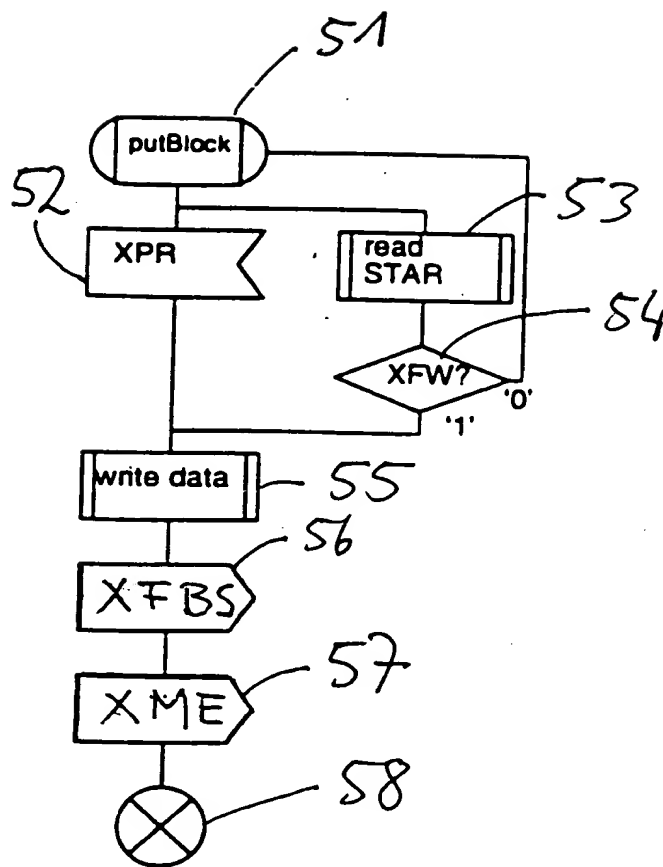 51
putBlock
52
XPR
53
read
STAR
54
XFW?
'0'
'1'
write data
55
56
XFBS
57
XME
58